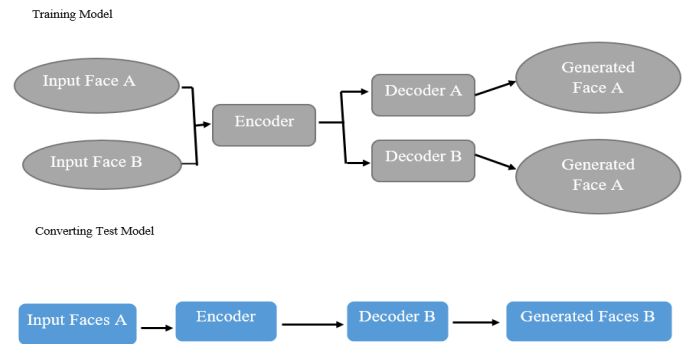 Training Model
Input Face A
Input Face B
Encoder
Decoder A
Decoder B
Generated
Face A
Generated
Face A
Converting Test Model
Input Faces A
Encoder
Decoder B
Generated Faces B